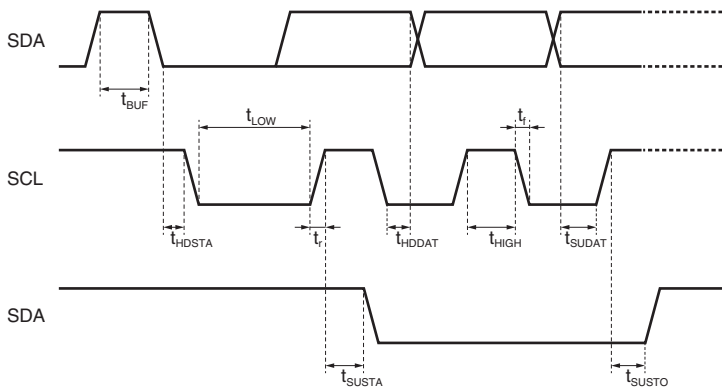 SDA
t_BUF
t_LOW
t_f
SCL
t_HDSTA
t_r
t_HDDAT
t_HIGH
t_SUDAT
SDA
t_SUSTA
t_SUSTO